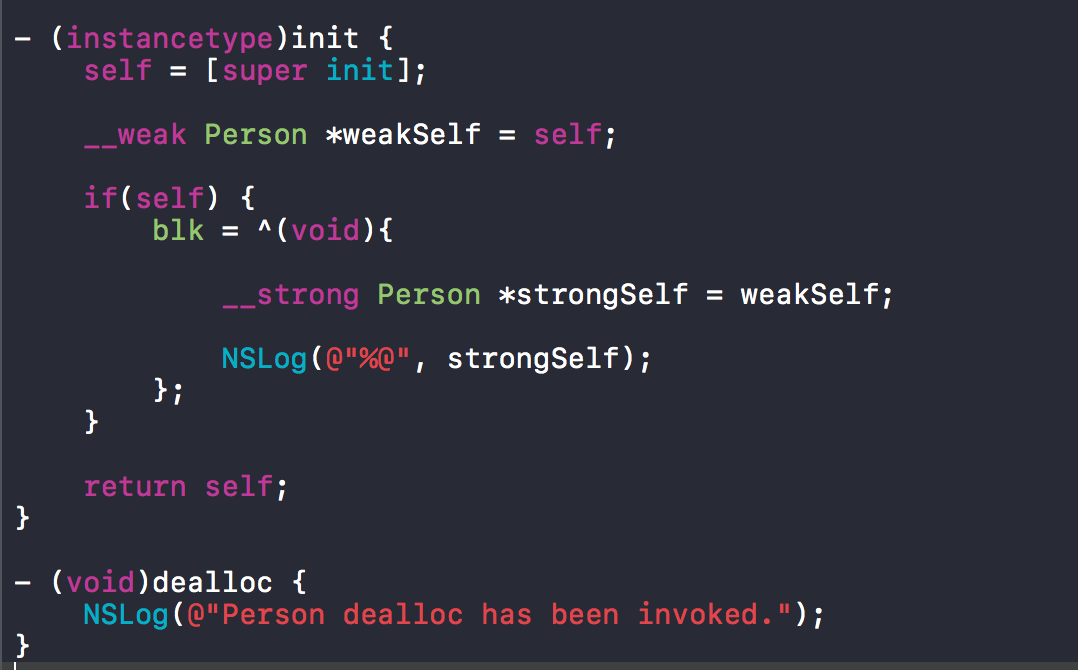 - (instancetype)init {
    self = [super init];
    __weak Person *weakSelf = self;
    if(self) {
        blk = ^(void){
            __strong Person *strongSelf = weakSelf;
            NSLog(@"%@", strongSelf);
        };
    }
    return self;
}
- (void)dealloc {
    NSLog(@"Person dealloc has been invoked.");
}